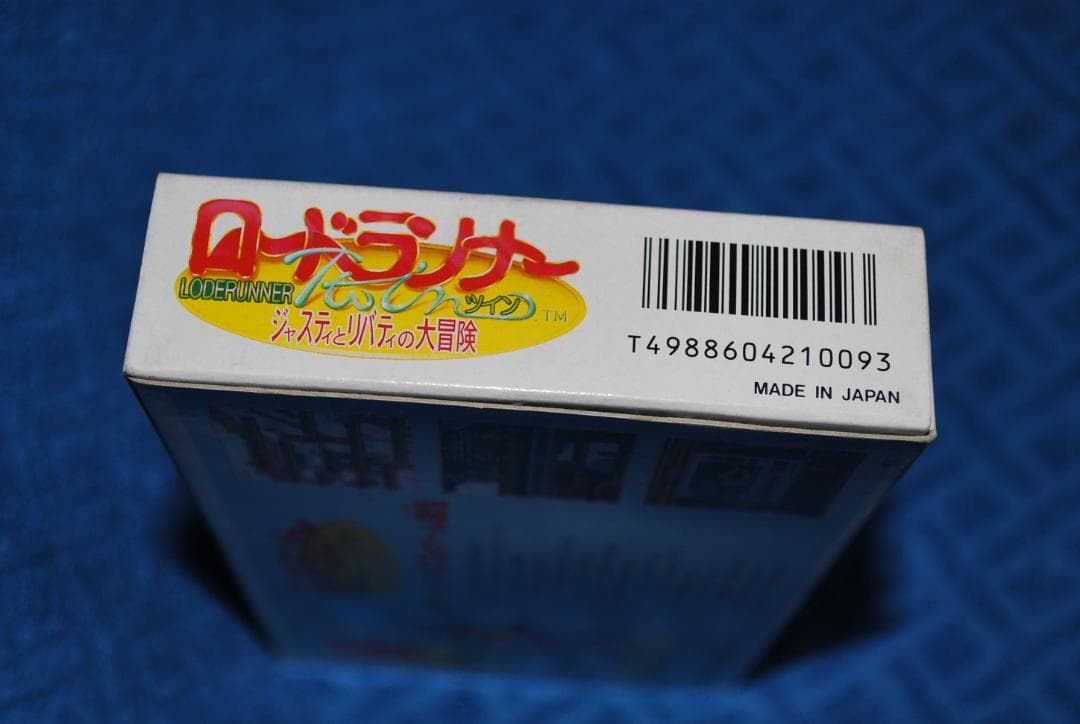 ロードランナー
LODERUNNER Twin ツイン TM
ジャスティとリバティの大冒険
T4988604210093
MADE IN JAPAN